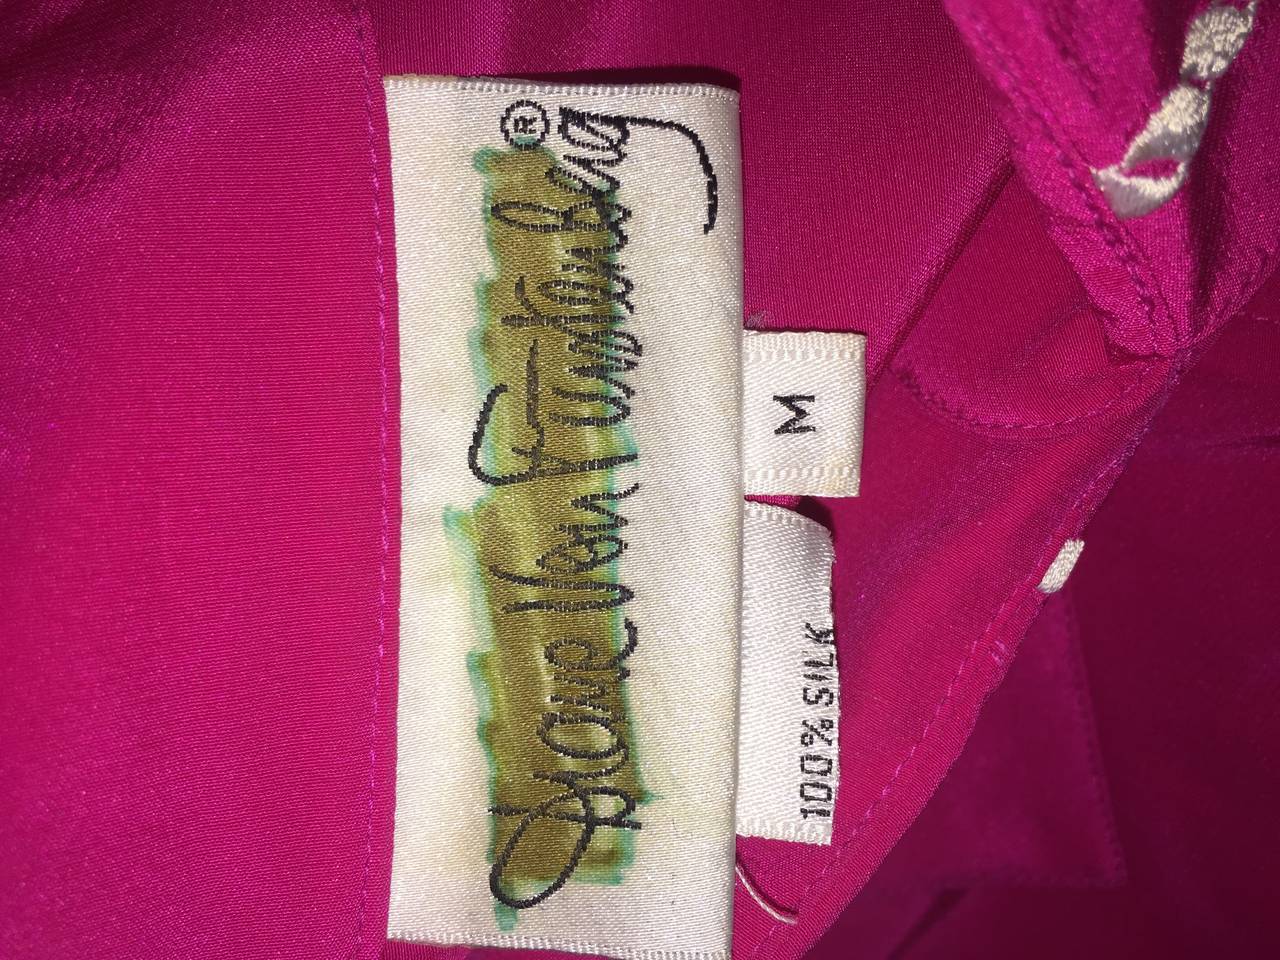 Diane Von Furstenberg®
M
100% SILK